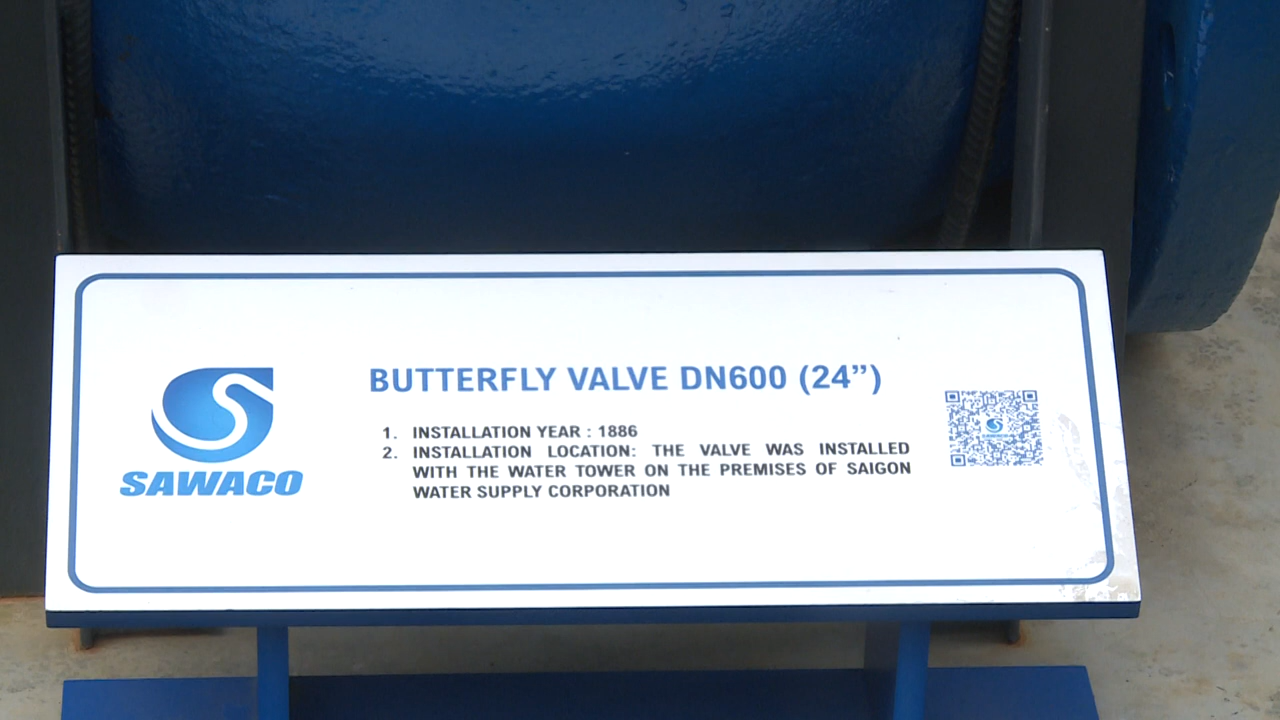 BUTTERFLY VALVE DN600 (24”)
1. INSTALLATION YEAR : 1886
2. INSTALLATION LOCATION: THE VALVE WAS INSTALLED
WITH THE WATER TOWER ON THE PREMISES OF SAIGON
WATER SUPPLY CORPORATION
SAWACO